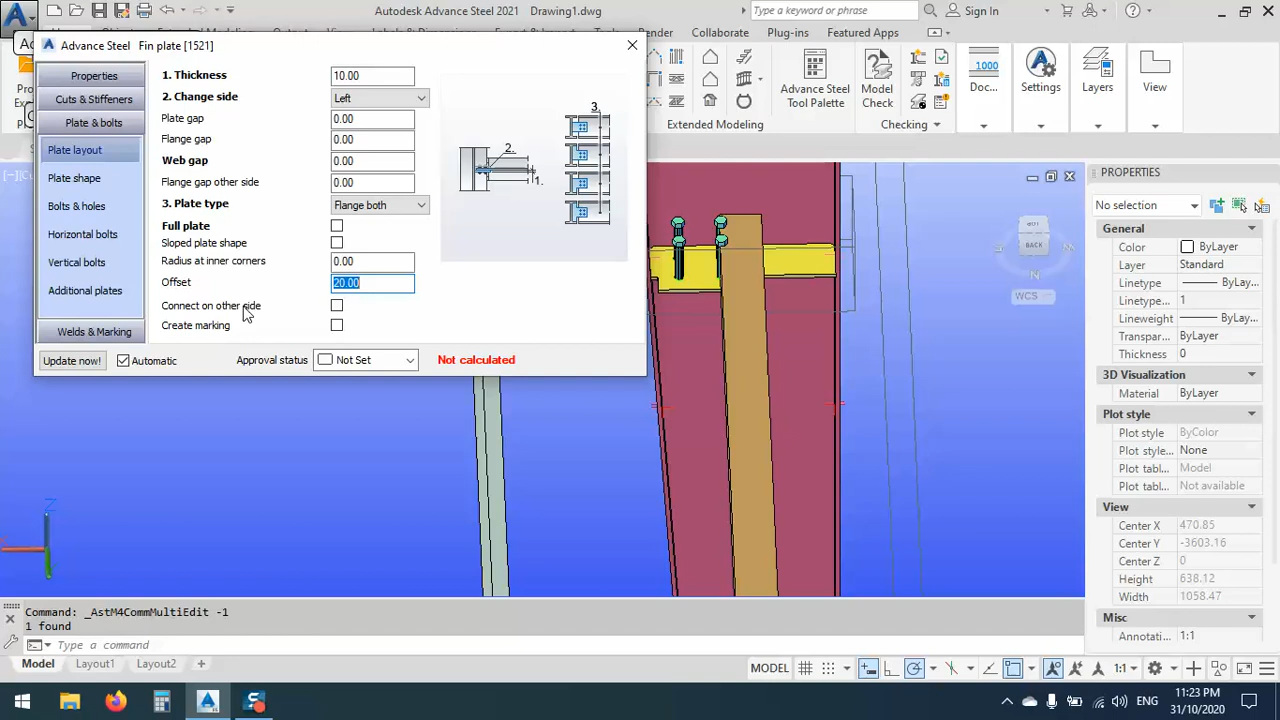 Autodesk Advance Steel 2021 Drawing1.dwg
Type a keyword or phrase
Sign In
Collaborate Plug-ins Featured Apps
Advance Steel Fin plate [1521]
Properties
Cuts & Stiffeners
Plate & bolts
Plate layout
Plate shape
Bolts & holes
Horizontal bolts
Vertical bolts
Additional plates
Welds & Marking
1. Thickness 10.00
2. Change side Left
Plate gap 0.00
Flange gap 0.00
Web gap 0.00
Flange gap other side 0.00
3. Plate type Flange both
Full plate
Sloped plate shape
Radius at inner corners 0.00
Offset 20.00
Connect on other side
Create marking
3.
2.
1.
Update now! Automatic Approval status Not Set Not calculated
Extended Modeling
Advance Steel
Tool Palette
Model
Check
Checking
1000
Doc...
Settings
Layers
View
[-]
BACK
WCS
Z
PROPERTIES
No selection
General
Color ByLayer
Layer Standard
Linetype ByLay...
Linetype... 1
Lineweight ByLay...
Transpar... ByLayer
Thickness 0
3D Visualization
Material ByLayer
Plot style
Plot style ByColor
Plot style... None
Plot tabl... Model
Plot tabl... Not available
View
Center X 470.85
Center Y -3603.16
Center Z 0
Height 638.12
Width 1058.47
Misc
Annotati... 1:1
Command: _AstM4CommMultiEdit -1
1 found
Type a command
Model Layout1 Layout2 +
MODEL 1:1
ENG
11:23 PM
31/10/2020